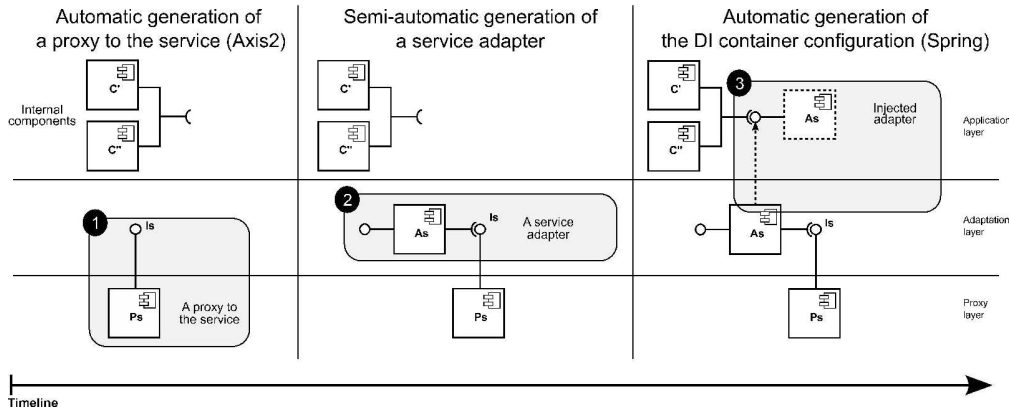 Automatic generation of
a proxy to the service (Axis2)
Semi-automatic generation of
a service adapter
Automatic generation of
the DI container configuration (Spring)
Internal
components
C'
C''
C'
C''
C'
C''
3
As
Injected
adapter
Application
layer
1
Is
2
As
Is
A service
adapter
As
Is
Adaptation
layer
Ps
A proxy to
the service
Ps
Ps
Proxy
layer
Timeline